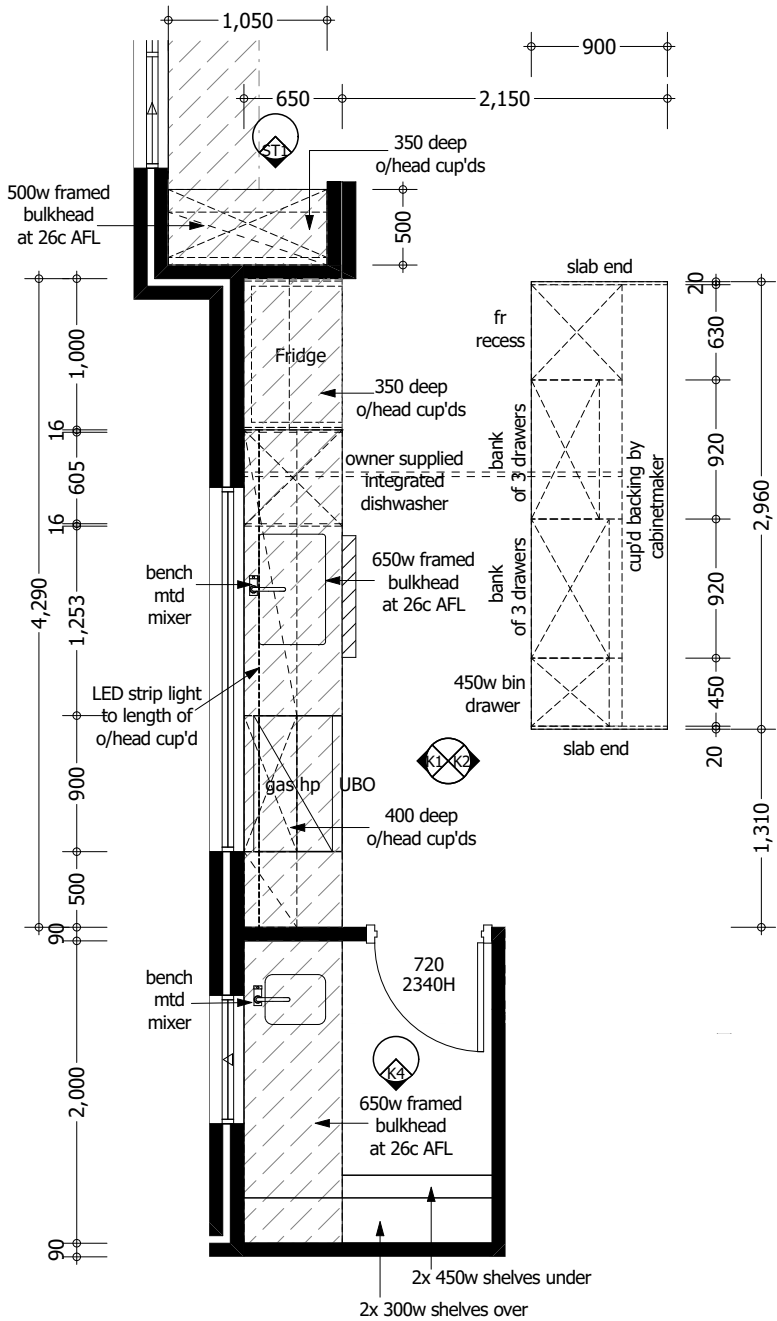 1,050
900
650
2,150
ST1
350 deep
o/head cup'ds
500w framed
bulkhead
at 26c AFL
500
slab end
20
fr
recess
630
1,000
Fridge
350 deep
o/head cup'ds
16
605
owner supplied
integrated
dishwasher
bank
of 3 drawers
920
cup'd backing by
cabinetmaker
2,960
16
4,290
1,253
bench
mtd
mixer
650w framed
bulkhead
at 26c AFL
bank
of 3 drawers
920
LED strip light
to length of
o/head cup'd
450w bin
drawer
450
slab end
20
900
gas hp
UBO
K1
K2
400 deep
o/head cup'ds
1,310
500
90
720
2340H
bench
mtd
mixer
K4
2,000
650w framed
bulkhead
at 26c AFL
90
2x 450w shelves under
2x 300w shelves over